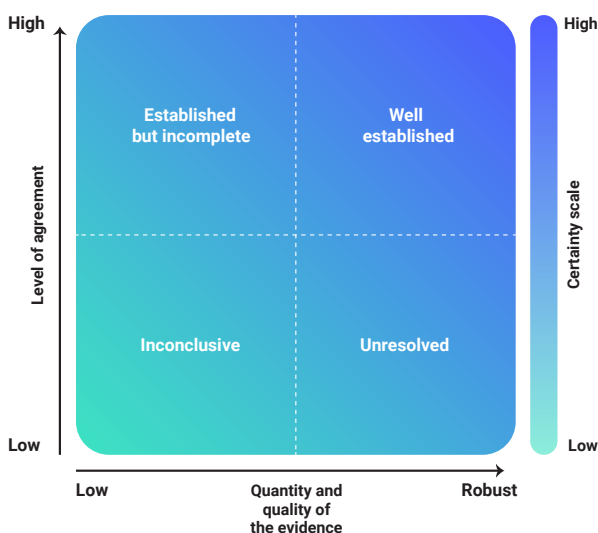 High
High
Established
but incomplete
Well
established
Level of agreement
Certainty scale
Inconclusive
Unresolved
Low
Low
Low
Quantity and
quality of
the evidence
Robust